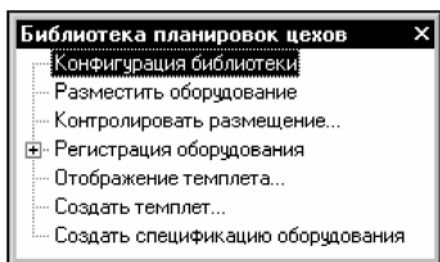 Библиотека планировок цехов
Конфигурация библиотеки
Разместить оборудование
Контролировать размещение...
Регистрация оборудования
Отображение темплета...
Создать темплет...
Создать спецификацию оборудования